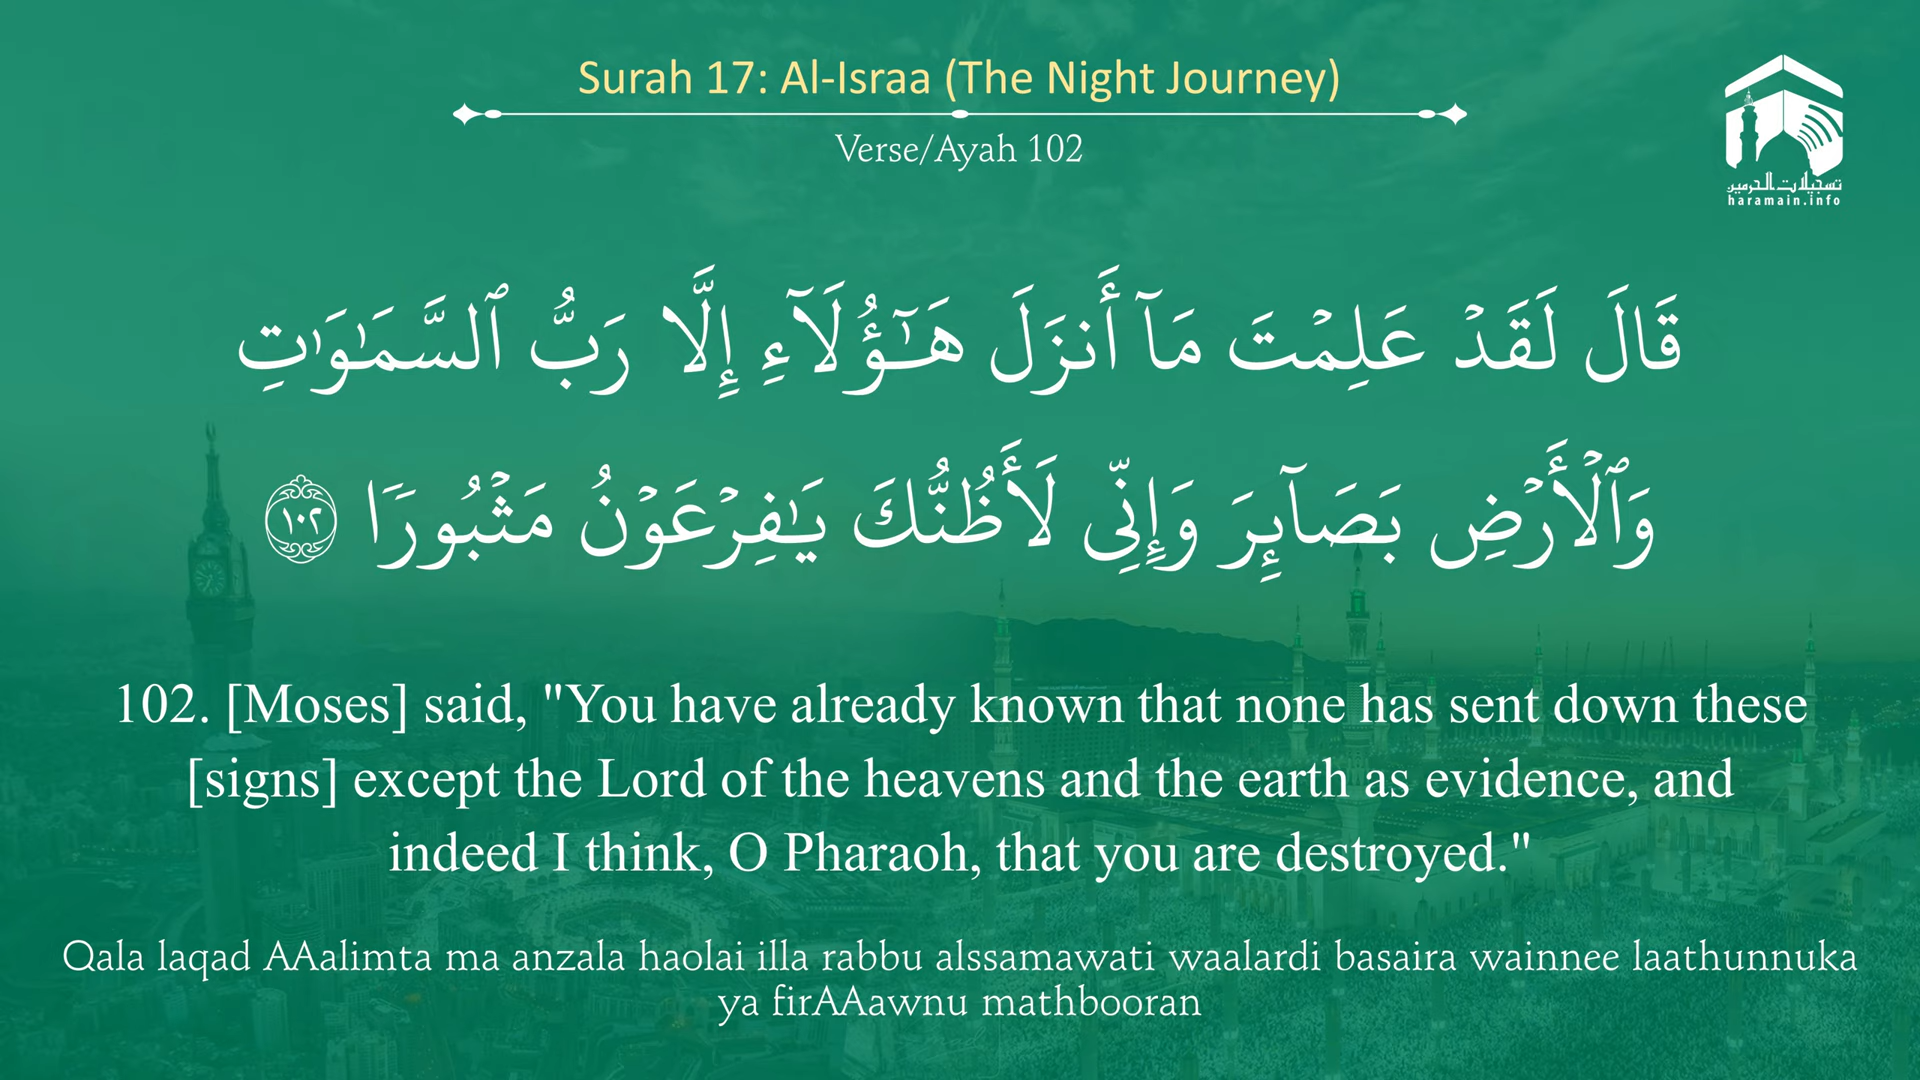 Surah 17: Al-Israa (The Night Journey)
Verse/Ayah 102
تسجيلات الحرمين
haramain.info
قَالَ لَقَدْ عَلِمْتَ مَآ أَنزَلَ هَـٰٓؤُلَآءِ إِلَّا رَبُّ ٱلسَّمَـٰوَٰتِ
وَٱلْأَرْضِ بَصَآئِرَ وَإِنِّى لَأَظُنُّكَ يَـٰفِرْعَوْنُ مَثْبُورًا ١٠٢
102. [Moses] said, "You have already known that none has sent down these
[signs] except the Lord of the heavens and the earth as evidence, and
indeed I think, O Pharaoh, that you are destroyed."
Qala laqad AAalimta ma anzala haolai illa rabbu alssamawati waalardi basaira wainnee laathunnuka
ya firAAawnu mathbooran